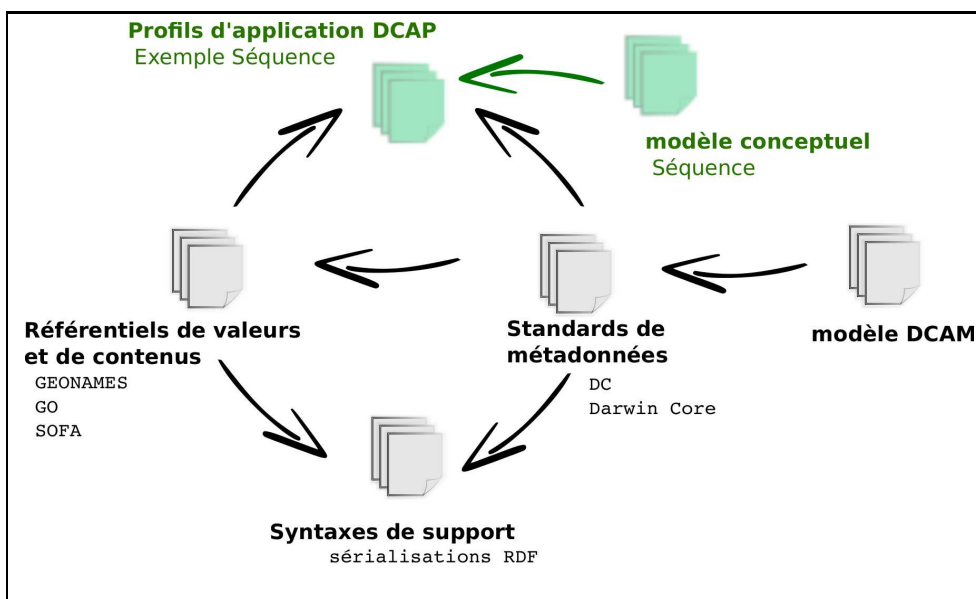 Profils d'application DCAP
Exemple Séquence
modèle conceptuel
Séquence
Référentiels de valeurs
et de contenus
GEONAMES
GO
SOFA
Standards de
métadonnées
DC
Darwin Core
modèle DCAM
Syntaxes de support
sérialisations RDF